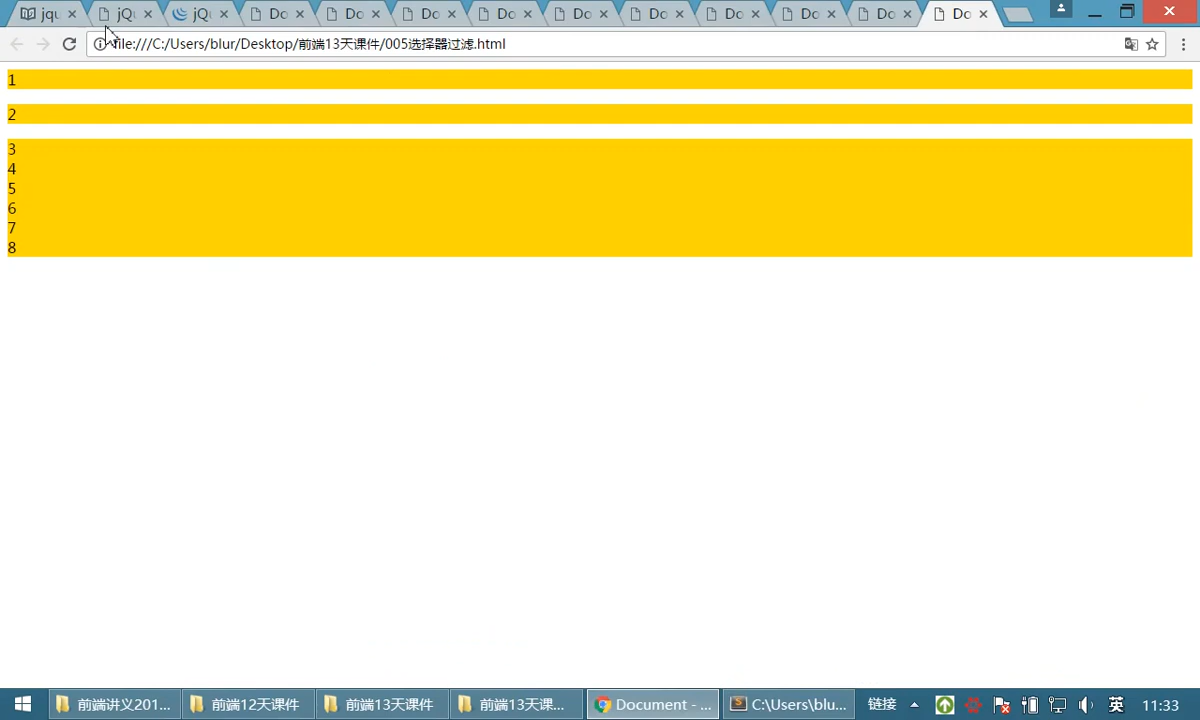 jqu jQu jQu Do Do Do Do Do Do Do Do Do Do
file:///C:/Users/blur/Desktop/前端13天课件/005选择器过滤.html
1
2
3
4
5
6
7
8
前端讲义201... 前端12天课件 前端13天课件 前端13天课... Document - ... C:\Users\blu... 链接 英 11:33